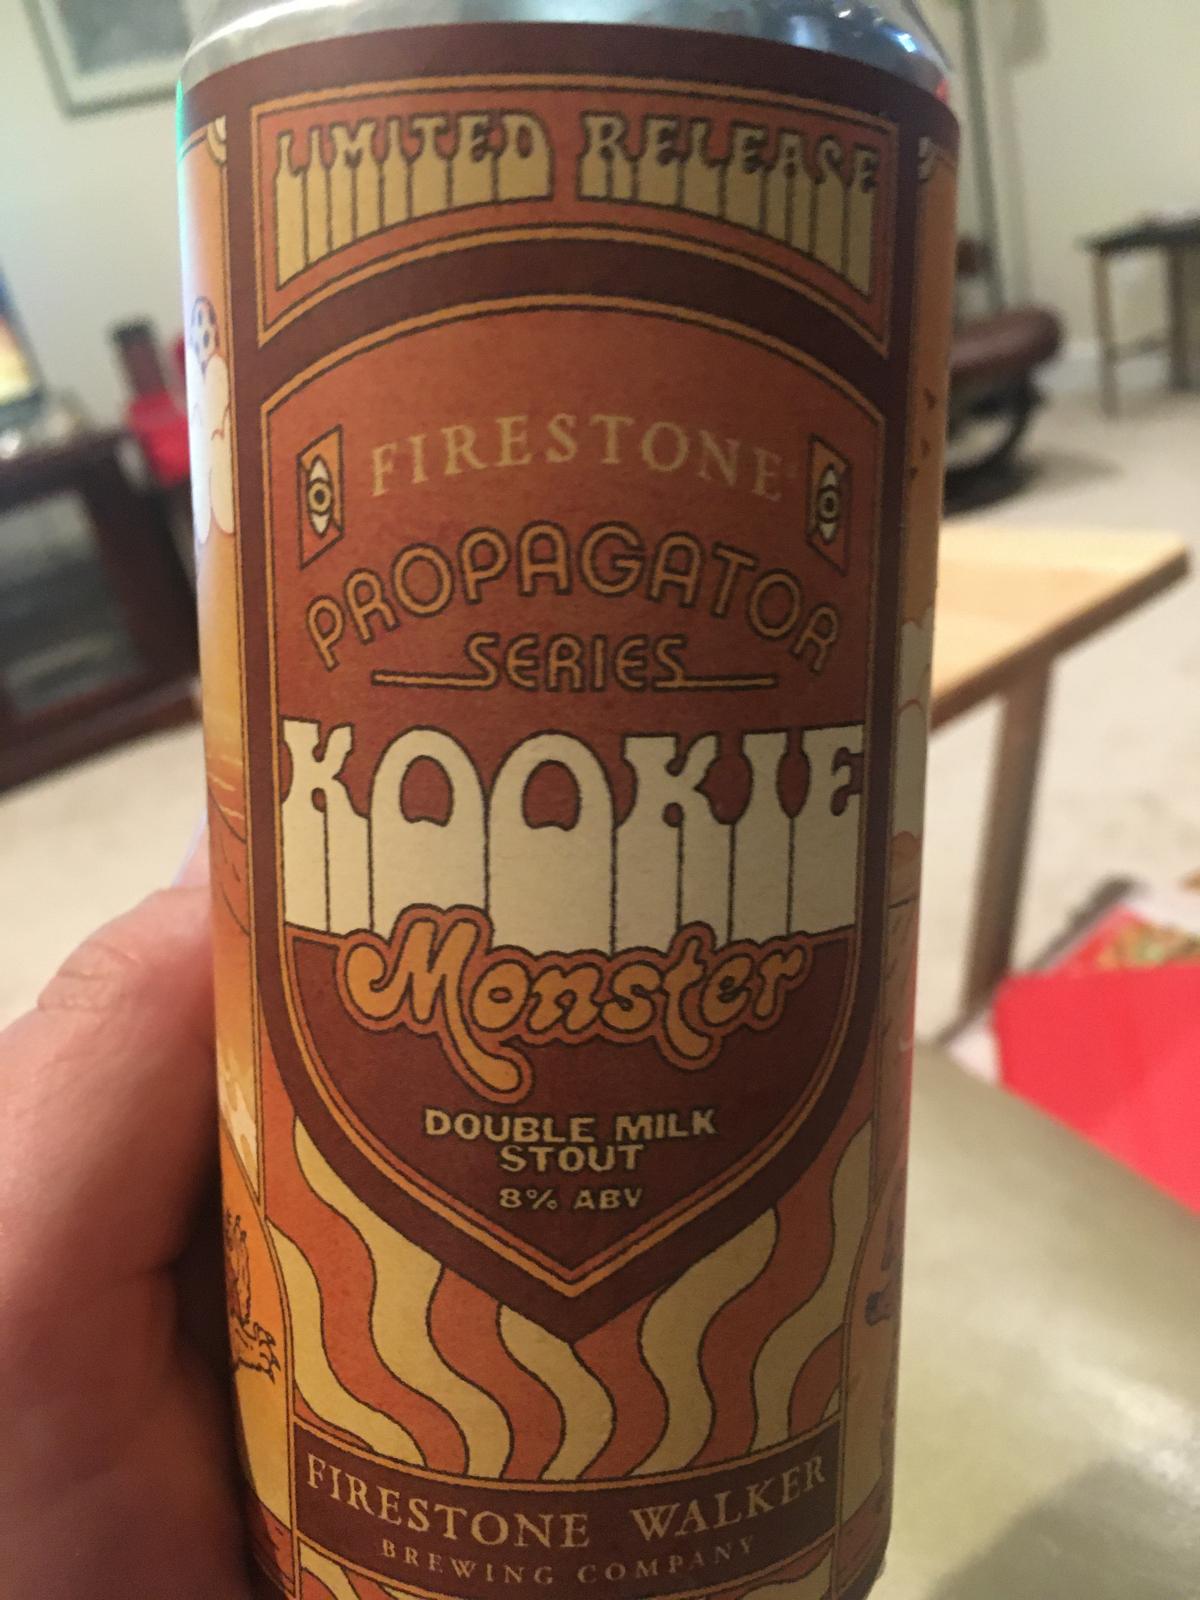 LIMITED RELEASE
FIRESTONE
PROPAGATOR
SERIES
KOOKIE
Monster
DOUBLE MILK
STOUT
8% ABV
FIRESTONE WALKER
BREWING COMPANY